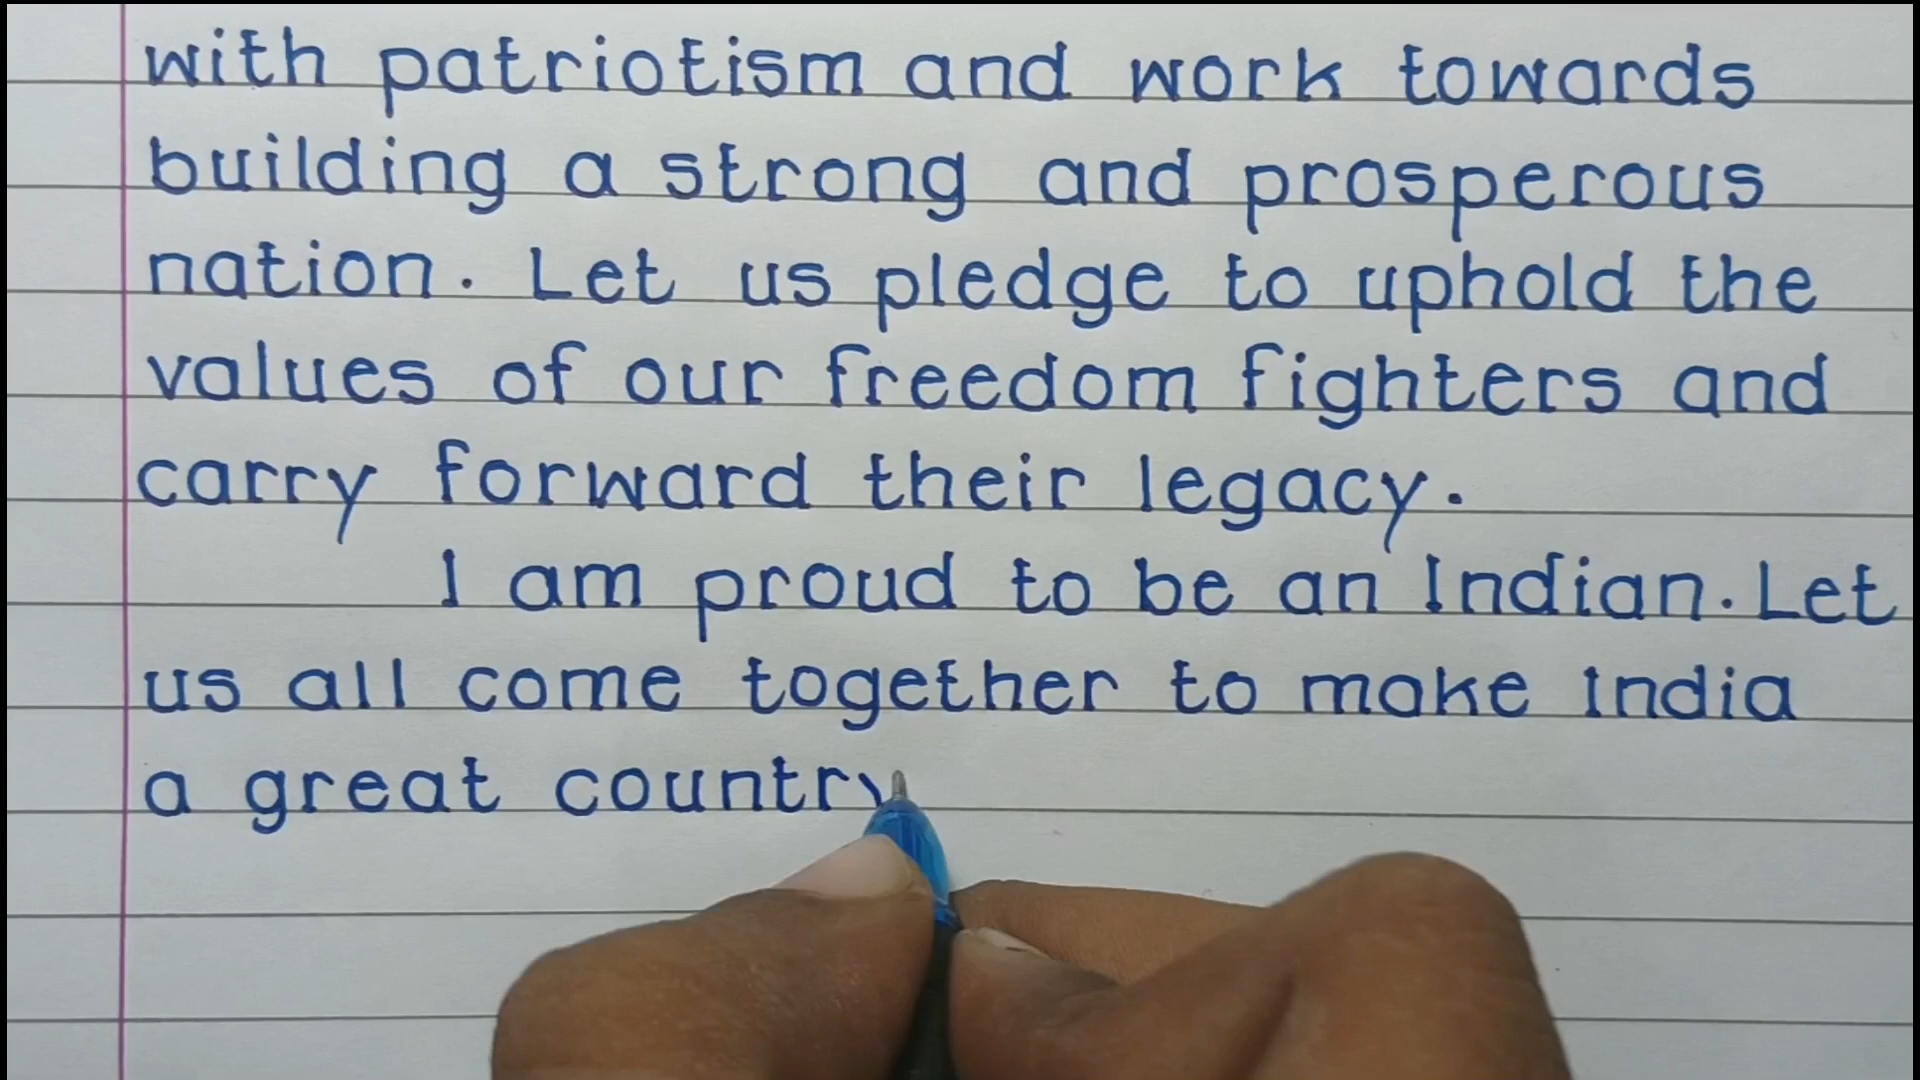 with patriotism and work towards
building a strong and prosperous
nation. Let us pledge to uphold the
values of our freedom fighters and
carry forward their legacy.
I am proud to be an Indian. Let
us all come together to make India
a great country